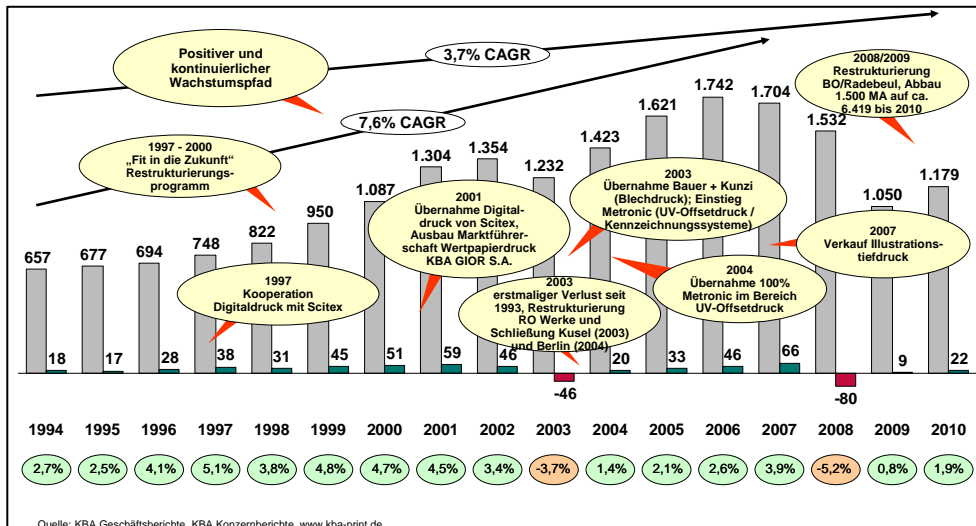 Positiver und
kontinuierlicher
Wachstumspfad
3,7% CAGR
7,6% CAGR
2008/2009
Restrukturierung
BO/Radebeul, Abbau
1.500 MA auf ca.
6.419 bis 2010
1997 - 2000
„Fit in die Zukunft“
Restrukturierungs-
programm
2001
Übernahme Digital-
druck von Scitex,
Ausbau Marktführer-
schaft Wertpapierdruck
KBA GIOR S.A.
2003
Übernahme Bauer + Kunzi
(Blechdruck); Einstieg
Metronic (UV-Offsetdruck /
Kennzeichnungssysteme)
2007
Verkauf Illustrations-
tiefdruck
1997
Kooperation
Digitaldruck mit Scitex
2003
erstmaliger Verlust seit
1993, Restrukturierung
RO Werke und
Schließung Kusel (2003)
und Berlin (2004)
2004
Übernahme 100%
Metronic im Bereich
UV-Offsetdruck
657 677 694 748 822 950 1.087 1.304 1.354 1.232 1.423 1.621 1.742 1.704 1.532 1.050 1.179
18 17 28 38 31 45 51 59 46 -46 20 33 46 66 -80 9 22
1994 1995 1996 1997 1998 1999 2000 2001 2002 2003 2004 2005 2006 2007 2008 2009 2010
2,7% 2,5% 4,1% 5,1% 3,8% 4,8% 4,7% 4,5% 3,4% -3,7% 1,4% 2,1% 2,6% 3,9% -5,2% 0,8% 1,9%
Quelle: KBA Geschäftsberichte, KBA Konzernberichte, www.kba-print.de